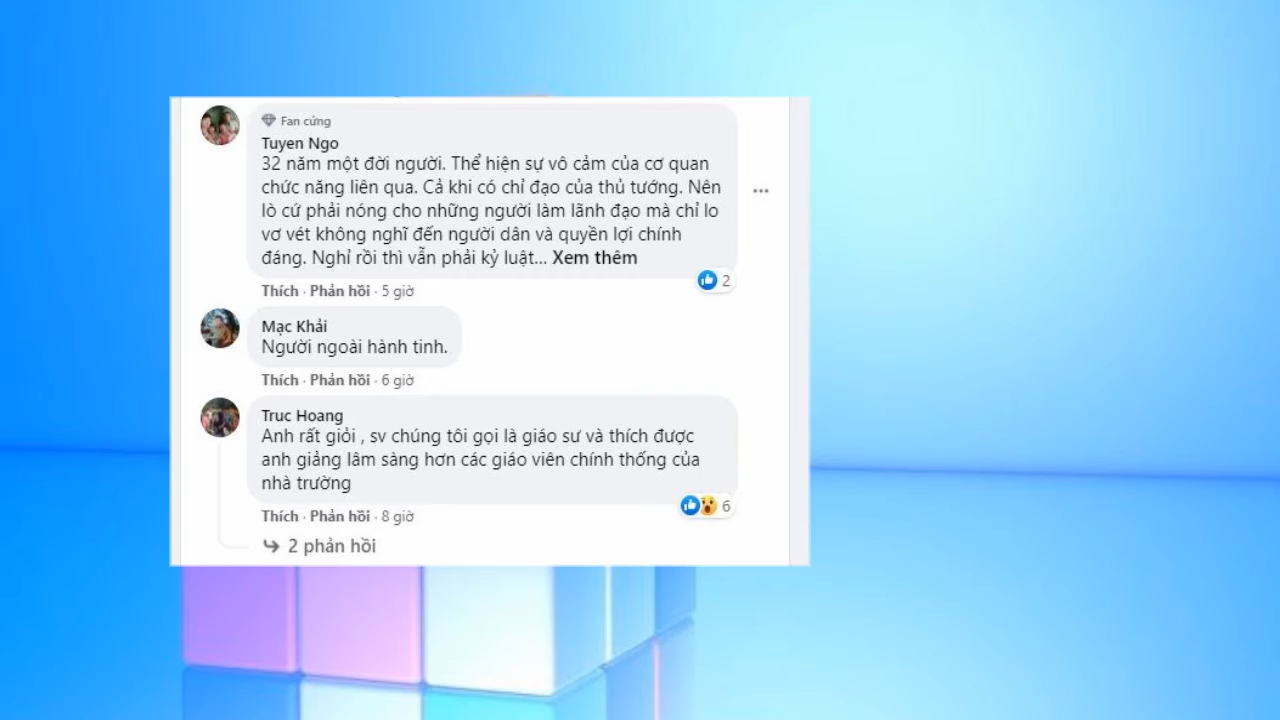 Fan cứng
Tuyen Ngo
32 năm một đời người. Thể hiện sự vô cảm của cơ quan
chức năng liên qua. Cả khi có chỉ đạo của thủ tướng. Nên
lò cứ phải nóng cho những người làm lãnh đạo mà chỉ lo
vơ vét không nghĩ đến người dân và quyền lợi chính
đáng. Nghỉ rồi thì vẫn phải kỷ luật... Xem thêm
2
Thích · Phản hồi · 5 giờ
Mạc Khải
Người ngoài hành tinh.
Thích · Phản hồi · 6 giờ
Truc Hoang
Anh rất giỏi , sv chúng tôi gọi là giáo sư và thích được
anh giảng lâm sàng hơn các giáo viên chính thống của
nhà trường
6
Thích · Phản hồi · 8 giờ
2 phản hồi